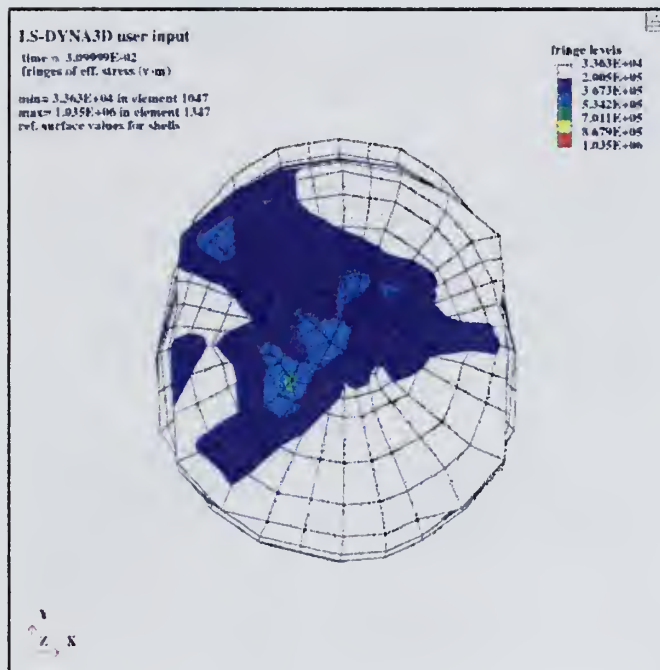 LS-DYNA3D user input
time = 3.09999E-02
fringes of eff. stress (v-m)
min= 3.363E+04 in element 1047
max= 1.035E+06 in element 1347
ref. surface values for shells
fringe levels
3.363E+04
2.005E+05
3.673E+05
5.342E+05
7.011E+05
8.679E+05
1.035E+06
Y
Z X